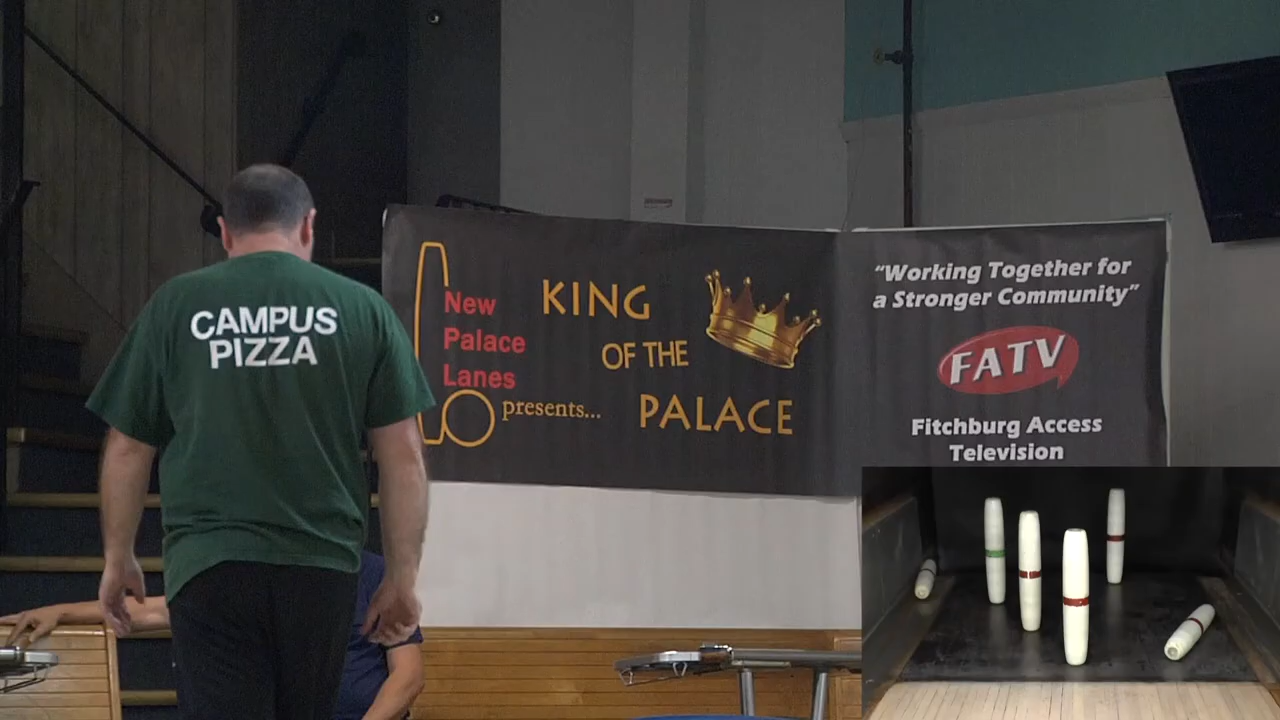 CAMPUS
PIZZA
New
Palace
Lanes
presents...
KING
OF THE
PALACE
“Working Together for
a Stronger Community”
FATV
Fitchburg Access
Television